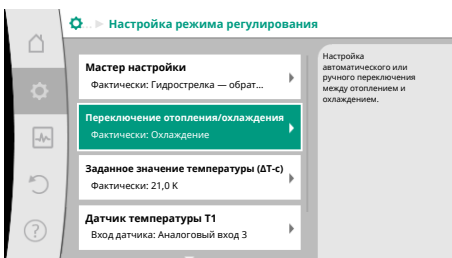 Настройка режима регулирования
Мастер настройки
Фактически: Гидрострелка — обрат...
Переключение отопления/охлаждения
Фактически: Охлаждение
Заданное значение температуры (ΔT-c)
Фактически: 21,0 K
Датчик температуры T1
Вход датчика: Аналоговый вход 3
Настройка
автоматического или
ручного переключения
между отоплением и
охлаждением.